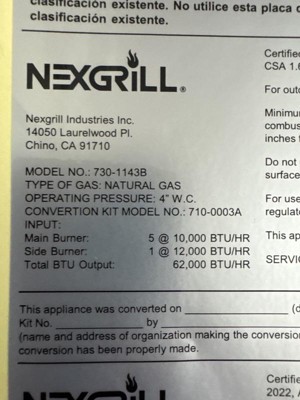 clasificación existente. No utilice esta placa
clasificación existente.
NEXGRILL®
Nexgrill Industries Inc.
14050 Laurelwood Pl.
Chino, CA 91710
MODEL NO.: 730-1143B
TYPE OF GAS: NATURAL GAS
OPERATING PRESSURE: 4" W.C.
CONVERTION KIT MODEL NO.: 710-0003A
INPUT:
Main Burner: 5 @ 10,000 BTU/HR
Side Burner: 1 @ 12,000 BTU/HR
Total BTU Output: 62,000 BTU/HR
Certifie
CSA 1.6
For outd
Minimu
combus
inches f
Do not
surface
For use
regulato
This ap
SERVIC
This appliance was converted on (d
Kit No. by
(name and address of organization making the conversion
conversion has been properly made.
NEXGRILL
Certifie
2022, A